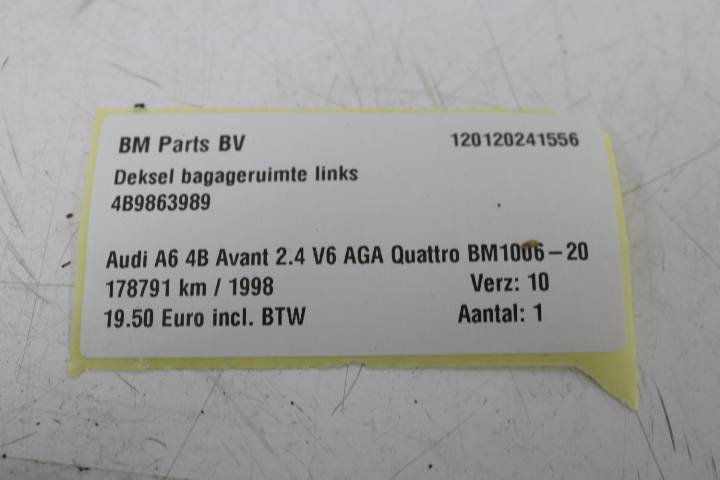 BM Parts BV 120120241556
Deksel bagageruimte links
4B9863989
Audi A6 4B Avant 2.4 V6 AGA Quattro BM1006-20
178791 km / 1998 Verz: 10
19.50 Euro incl. BTW Aantal: 1